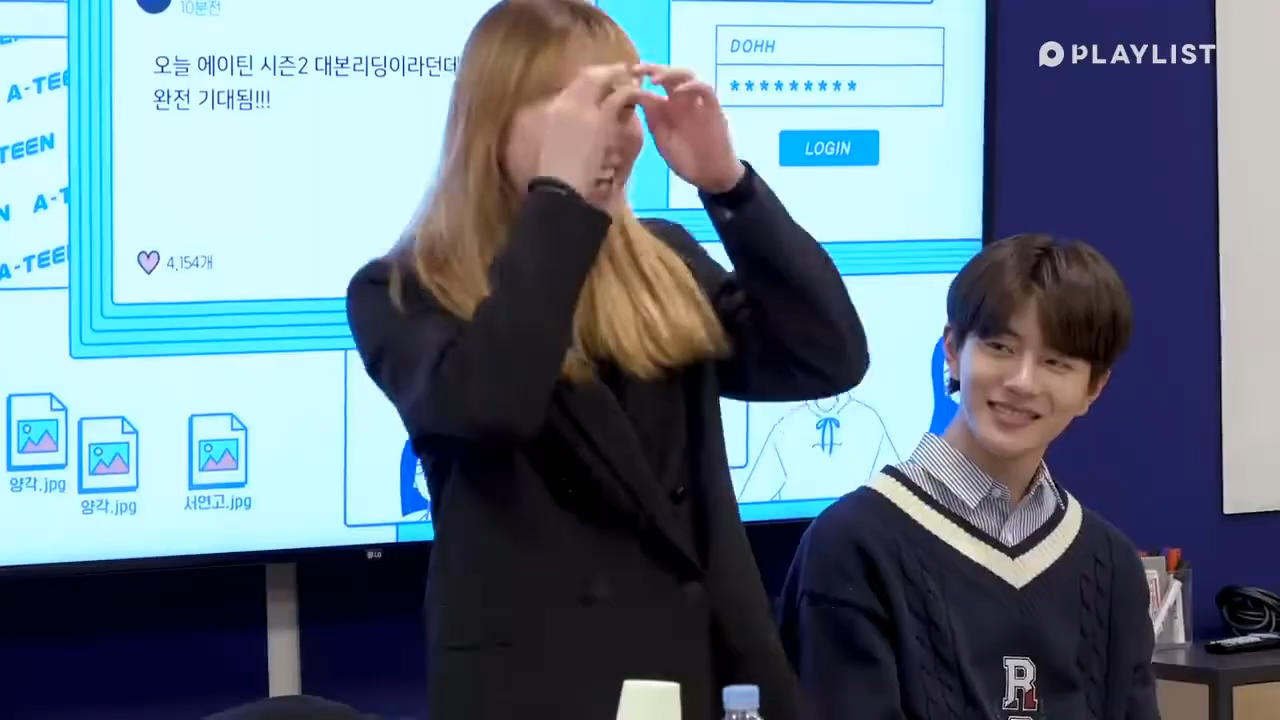 10분전
오늘 에이틴 시즌2 대본리딩이라던데
완전 기대됨!!!
4,154개
A-TEE
TEEN
N A-T
A-TEE
DOHH
*********
LOGIN
PLAYLIST
양각.jpg
양각.jpg
서연고.jpg
LG
R